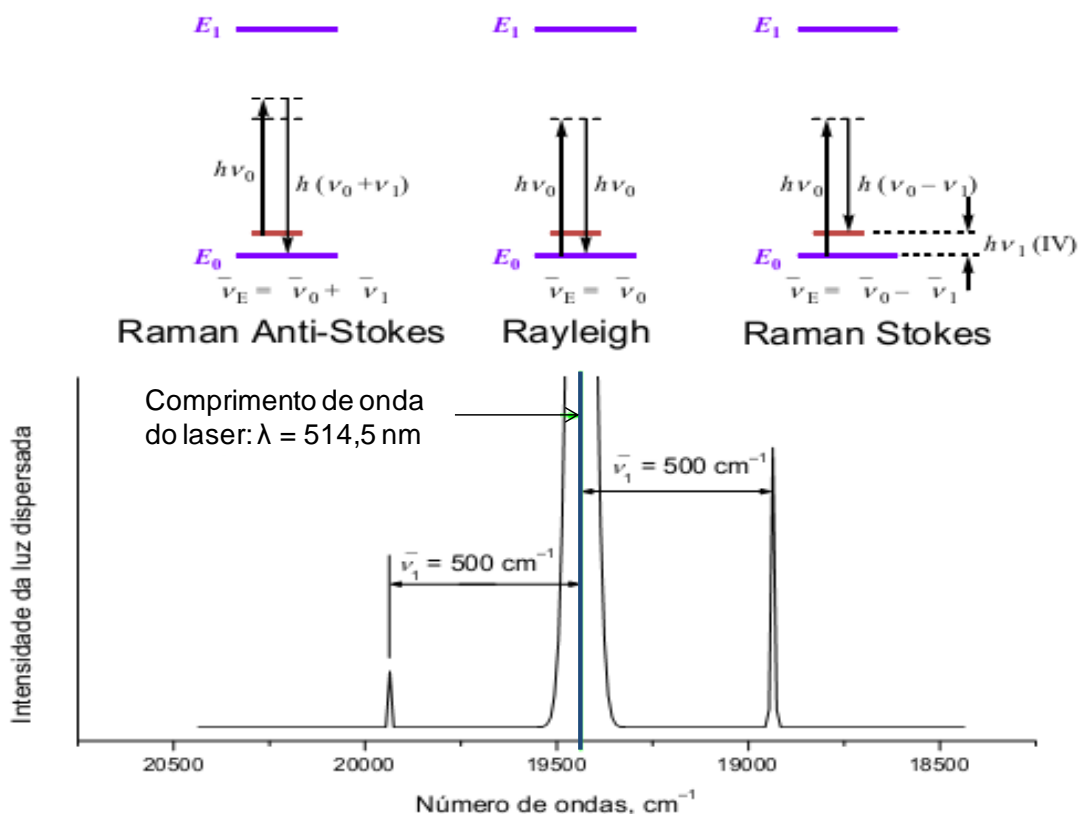 E₁ E₁ E₁
hν₀ h(ν₀+ν₁) hν₀ hν₀ hν₀ h(ν₀−ν₁)
hν₁ (IV)
E₀ E₀ E₀
ν̄_E = ν̄₀ + ν̄₁ ν̄_E = ν̄₀ ν̄_E = ν̄₀ − ν̄₁
Raman Anti-Stokes Rayleigh Raman Stokes
Comprimento de onda
do laser: λ = 514,5 nm
ν̄₁ = 500 cm⁻¹
ν̄₁ = 500 cm⁻¹
Intensidade da luz dispersada
20500 20000 19500 19000 18500
Número de ondas, cm⁻¹